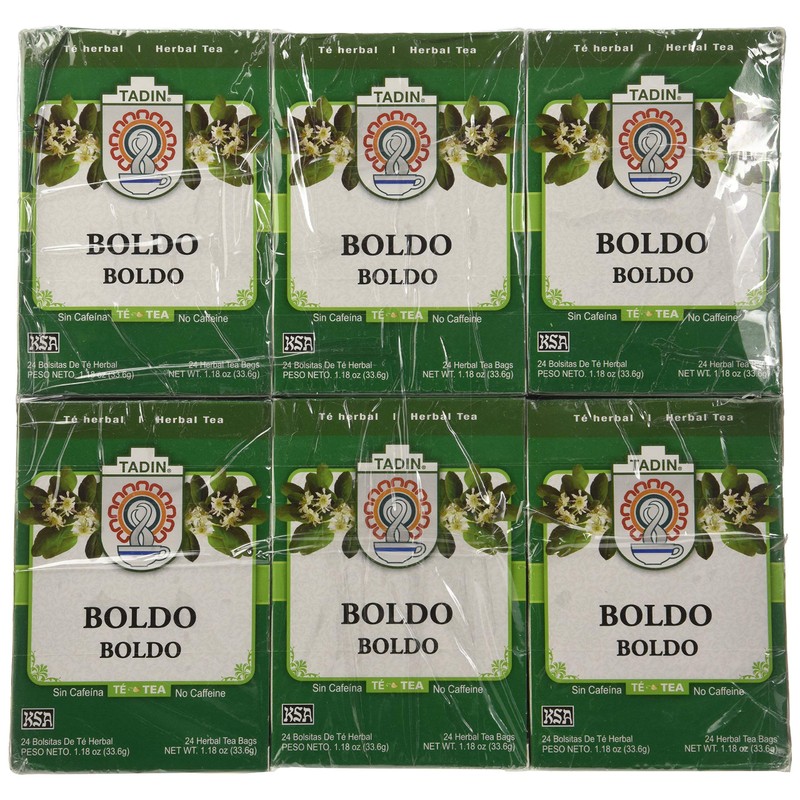 Té herbal | Herbal Tea
TADIN®
BOLDO
BOLDO
Sin Cafeína TÉ TEA No Caffeine
KSA
24 Bolsitas De Té Herbal 24 Herbal Tea Bags
PESO NETO. 1.18 oz (33.6g) NET WT. 1.18 oz (33.6g)
Té herbal | Herbal Tea
TADIN®
BOLDO
BOLDO
Sin Cafeína TÉ TEA No Caffeine
KSA
24 Bolsitas De Té Herbal 24 Herbal Tea Bags
PESO NETO. 1.18 oz (33.6g) NET WT. 1.18 oz (33.6g)
Té herbal | Herbal Tea
TADIN®
BOLDO
BOLDO
Sin Cafeína TÉ TEA No Caffeine
KSA
24 Bolsitas De Té Herbal 24 Herbal Tea Bags
PESO NETO. 1.18 oz (33.6g) NET WT. 1.18 oz (33.6g)
Té herbal | Herbal Tea
TADIN®
BOLDO
BOLDO
Sin Cafeína TÉ TEA No Caffeine
KSA
24 Bolsitas De Té Herbal 24 Herbal Tea Bags
PESO NETO. 1.18 oz (33.6g) NET WT. 1.18 oz (33.6g)
Té herbal | Herbal Tea
TADIN®
BOLDO
BOLDO
Sin Cafeína TÉ TEA No Caffeine
KSA
24 Bolsitas De Té Herbal 24 Herbal Tea Bags
PESO NETO. 1.18 oz (33.6g) NET WT. 1.18 oz (33.6g)
Té herbal | Herbal Tea
TADIN®
BOLDO
BOLDO
Sin Cafeína TÉ TEA No Caffeine
KSA
24 Bolsitas De Té Herbal 24 Herbal Tea Bags
PESO NETO. 1.18 oz (33.6g) NET WT. 1.18 oz (33.6g)